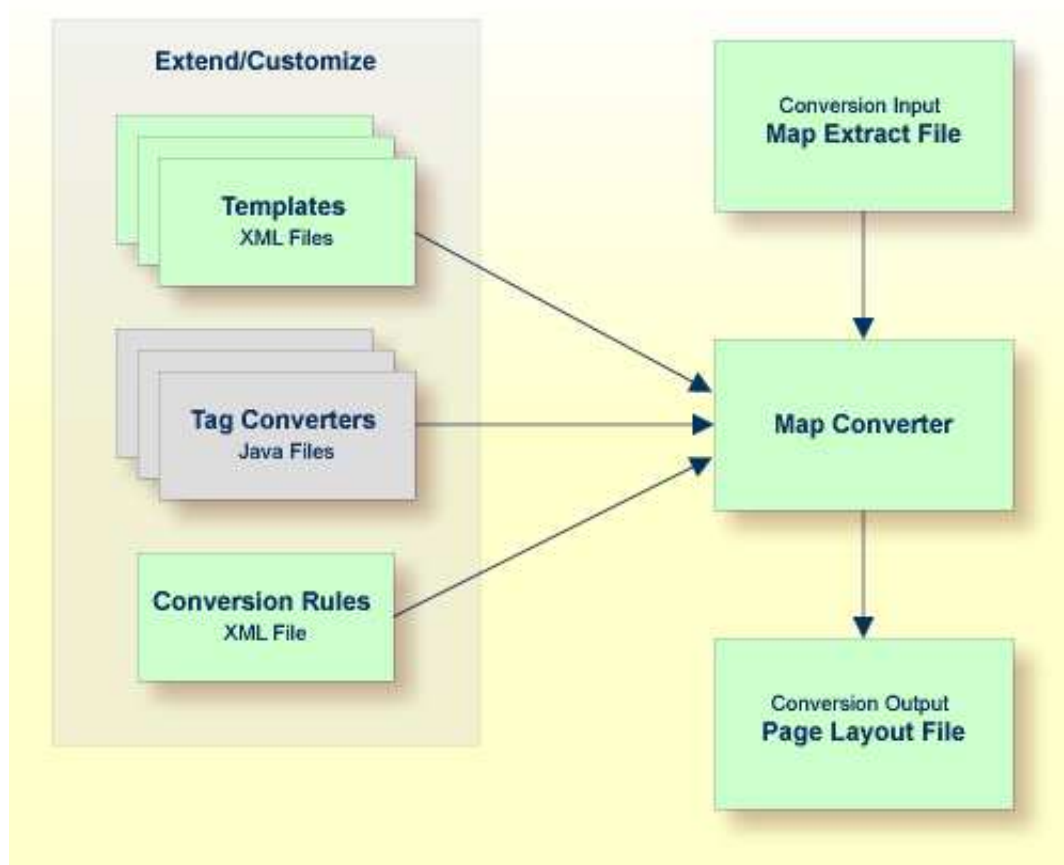 Extend/Customize
Templates
XML Files
Tag Converters
Java Files
Conversion Rules
XML File
Conversion Input
Map Extract File
Map Converter
Conversion Output
Page Layout File